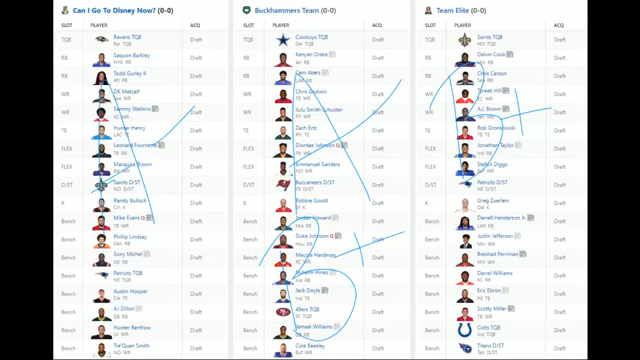 Can I Go To Disney Now? (0-0)
SLOT PLAYER ACQ
TQB Ravens TQB Bal TQB Draft
RB Saquon Barkley NYG RB Draft
RB Todd Gurley II Atl RB Draft
WR DK Metcalf Sea WR Draft
WR Sammy Watkins KC WR Draft
TE Hunter Henry LAC TE Draft
FLEX Leonard Fournette TB RB Draft
FLEX Marquise Brown Bal WR Draft
D/ST Saints D/ST NO D/ST Draft
K Randy Bullock Cin K Draft
Bench Mike Evans Q TB WR Draft
Bench Phillip Lindsay Den RB Draft
Bench Sony Michel NE RB Draft
Bench Patriots TQB NE TQB Draft
Bench Austin Hooper Cle TE Draft
Bench AJ Dillon GB RB Draft
Bench Hunter Renfrow LV WR Draft
Bench Tre'Quan Smith NO WR Draft
Buckhammers Team (0-0)
SLOT PLAYER ACQ
TQB Cowboys TQB Dal TQB Draft
RB Kenyan Drake Ari RB Draft
RB Cam Akers LAR RB Draft
WR Chris Godwin TB WR Draft
WR JuJu Smith-Schuster Pit WR Draft
TE Zach Ertz Phi TE Draft
FLEX Diontae Johnson Q Pit WR Draft
FLEX Emmanuel Sanders NO WR Draft
D/ST Buccaneers D/ST TB D/ST Draft
K Robbie Gould SF K Draft
Bench Jordan Howard Mia RB Draft
Bench Duke Johnson Q Hou RB Draft
Bench Mecole Hardman KC WR Draft
Bench Nyheim Hines Ind RB Draft
Bench Jack Doyle Ind TE Draft
Bench 49ers TQB SF TQB Draft
Bench Jamaal Williams GB RB Draft
Bench Cole Beasley Buf WR Draft
Team Elite (0-0)
SLOT PLAYER ACQ
TQB Saints TQB NO TQB Draft
RB Dalvin Cook Min RB Draft
RB Chris Carson Sea RB Draft
WR Tyreek Hill KC WR Draft
WR A.J. Brown Ten WR Draft
TE Rob Gronkowski TB TE Draft
FLEX Jonathan Taylor Ind RB Draft
FLEX Stefon Diggs Buf WR Draft
D/ST Patriots D/ST NE D/ST Draft
K Greg Zuerlein Dal K Draft
Bench Darrell Henderson Jr. LAR RB Draft
Bench Justin Jefferson Min WR Draft
Bench Breshad Perriman NYJ WR Draft
Bench Darrel Williams KC RB Draft
Bench Eric Ebron Pit TE Draft
Bench Scotty Miller TB WR Draft
Bench Colts TQB Ind TQB Draft
Bench Titans D/ST Ten D/ST Draft